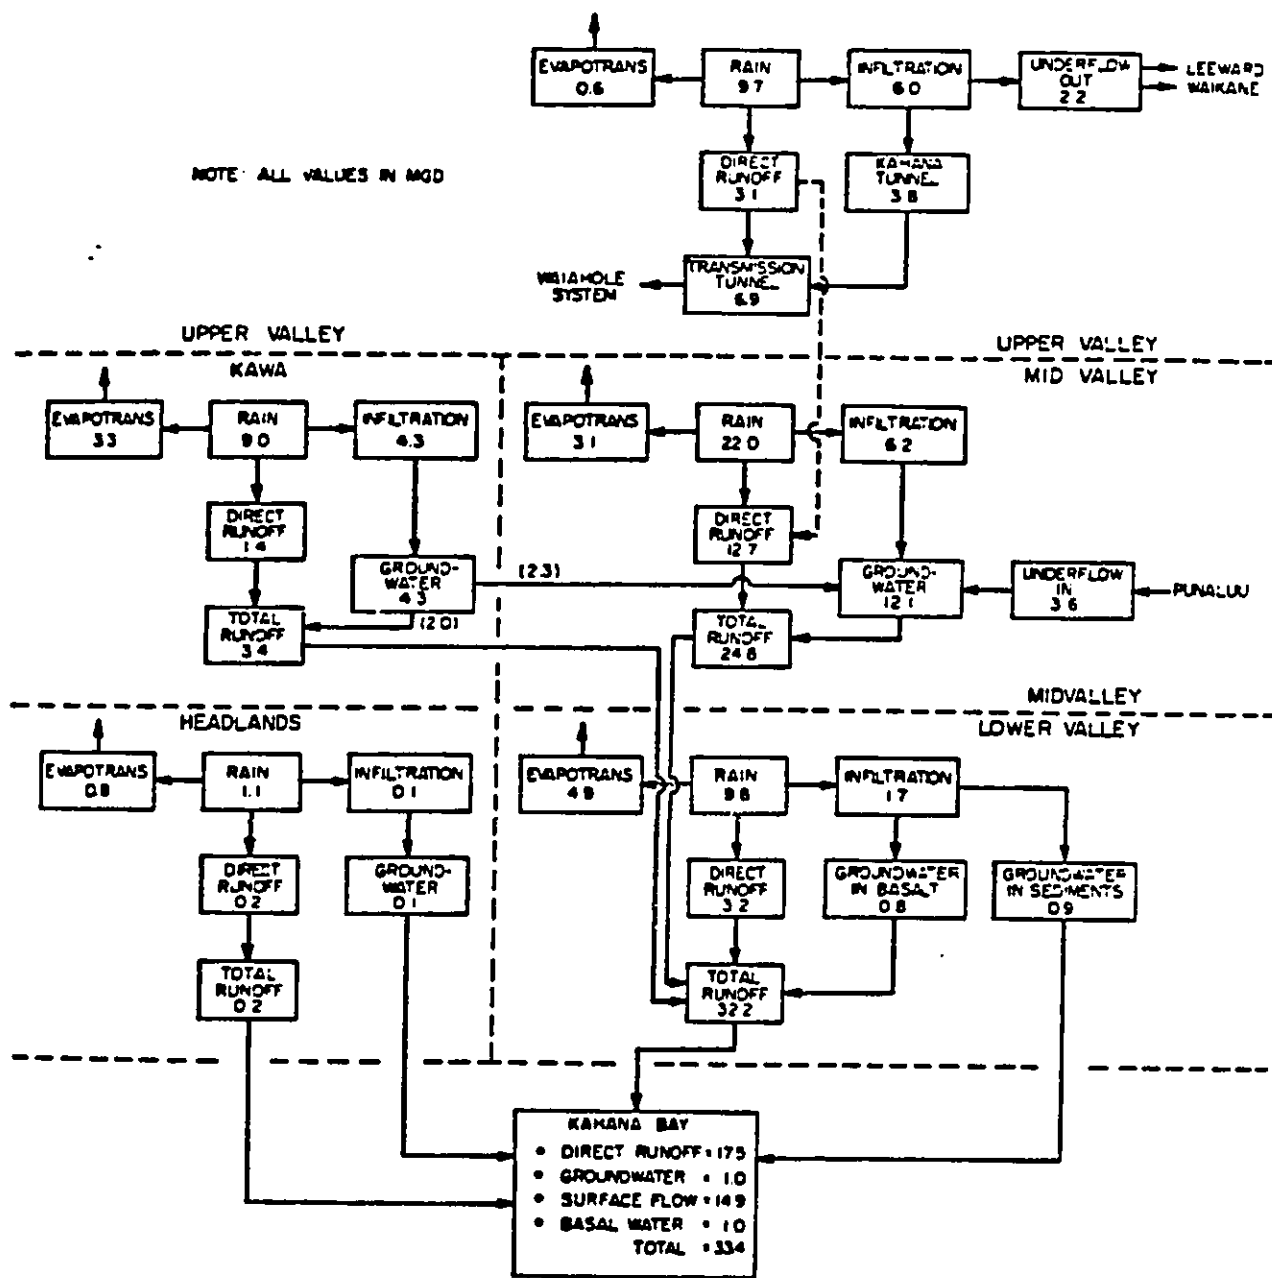 EVAPOTRANS
0.6
RAIN
9.7
INFILTRATION
6.0
UNDERFLOW
OUT
2.2
LEEWARD
WAIKANE
NOTE: ALL VALUES IN MGD
DIRECT
RUNOFF
3.1
KAHANA
TUNNEL
3.8
WAIAHOLE
SYSTEM
TRANSMISSION
TUNNEL
6.9
UPPER VALLEY
UPPER VALLEY
KAWA
MID VALLEY
EVAPOTRANS
3.3
RAIN
9.0
INFILTRATION
4.3
EVAPOTRANS
3.1
RAIN
22.0
INFILTRATION
6.2
DIRECT
RUNOFF
1.4
DIRECT
RUNOFF
12.7
GROUND-
WATER
4.3
(2.3)
GROUND-
WATER
12.1
UNDERFLOW
IN
3.6
PUNALUU
TOTAL
RUNOFF
3.4
(2.0)
TOTAL
RUNOFF
24.8
MIDVALLEY
HEADLANDS
LOWER VALLEY
EVAPOTRANS
0.8
RAIN
1.1
INFILTRATION
0.1
EVAPOTRANS
4.9
RAIN
9.8
INFILTRATION
1.7
DIRECT
RUNOFF
0.2
GROUND-
WATER
0.1
DIRECT
RUNOFF
3.2
GROUNDWATER
IN BASALT
0.8
GROUNDWATER
IN SEDIMENTS
0.9
TOTAL
RUNOFF
0.2
TOTAL
RUNOFF
32.2
KAHANA BAY
• DIRECT RUNOFF = 17.5
• GROUNDWATER = 1.0
• SURFACE FLOW = 14.9
• BASAL WATER = 1.0
TOTAL = 33.4